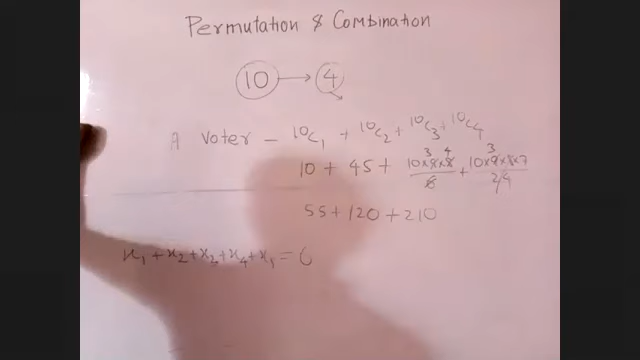 Permutation & Combination
10 → 4
A voter - 10C1 + 10C2 + 10C3 + 10C4
10 + 45 + 10×9×8/6 + 10×9×8×7/24
55 + 120 + 210
x1 + x2 + x3 + x4 + x1 = 6